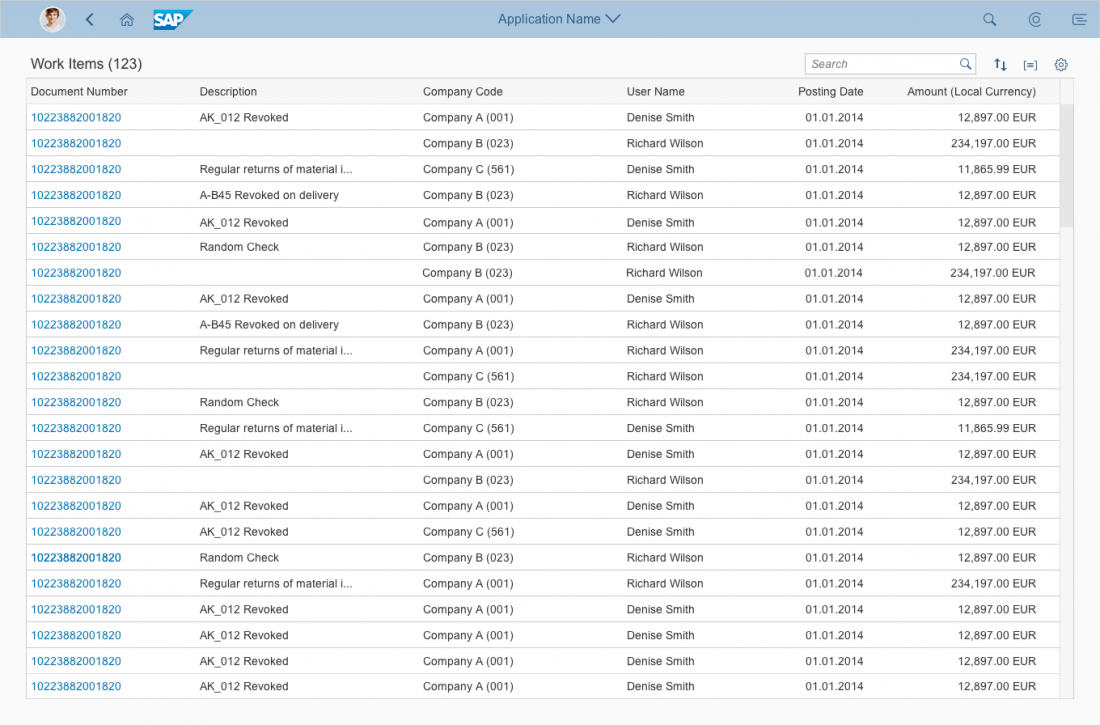 SAP Application Name
Work Items (123) Search
Document Number Description Company Code User Name Posting Date Amount (Local Currency)
10223882001820 AK_012 Revoked Company A (001) Denise Smith 01.01.2014 12,897.00 EUR
10223882001820 Company B (023) Richard Wilson 01.01.2014 234,197.00 EUR
10223882001820 Regular returns of material i... Company C (561) Denise Smith 01.01.2014 11,865.99 EUR
10223882001820 A-B45 Revoked on delivery Company B (023) Richard Wilson 01.01.2014 12,897.00 EUR
10223882001820 AK_012 Revoked Company A (001) Denise Smith 01.01.2014 12,897.00 EUR
10223882001820 Random Check Company B (023) Richard Wilson 01.01.2014 12,897.00 EUR
10223882001820 Company B (023) Richard Wilson 01.01.2014 234,197.00 EUR
10223882001820 AK_012 Revoked Company A (001) Denise Smith 01.01.2014 12,897.00 EUR
10223882001820 A-B45 Revoked on delivery Company B (023) Richard Wilson 01.01.2014 12,897.00 EUR
10223882001820 Regular returns of material i... Company A (001) Richard Wilson 01.01.2014 234,197.00 EUR
10223882001820 Company C (561) Richard Wilson 01.01.2014 234,197.00 EUR
10223882001820 Random Check Company B (023) Richard Wilson 01.01.2014 12,897.00 EUR
10223882001820 Regular returns of material i... Company C (561) Denise Smith 01.01.2014 11,865.99 EUR
10223882001820 AK_012 Revoked Company A (001) Denise Smith 01.01.2014 12,897.00 EUR
10223882001820 Company B (023) Richard Wilson 01.01.2014 234,197.00 EUR
10223882001820 AK_012 Revoked Company A (001) Denise Smith 01.01.2014 12,897.00 EUR
10223882001820 AK_012 Revoked Company C (561) Denise Smith 01.01.2014 12,897.00 EUR
10223882001820 Random Check Company B (023) Richard Wilson 01.01.2014 12,897.00 EUR
10223882001820 Regular returns of material i... Company A (001) Richard Wilson 01.01.2014 234,197.00 EUR
10223882001820 AK_012 Revoked Company A (001) Denise Smith 01.01.2014 12,897.00 EUR
10223882001820 AK_012 Revoked Company A (001) Denise Smith 01.01.2014 12,897.00 EUR
10223882001820 AK_012 Revoked Company A (001) Denise Smith 01.01.2014 12,897.00 EUR
10223882001820 AK_012 Revoked Company A (001) Denise Smith 01.01.2014 12,897.00 EUR